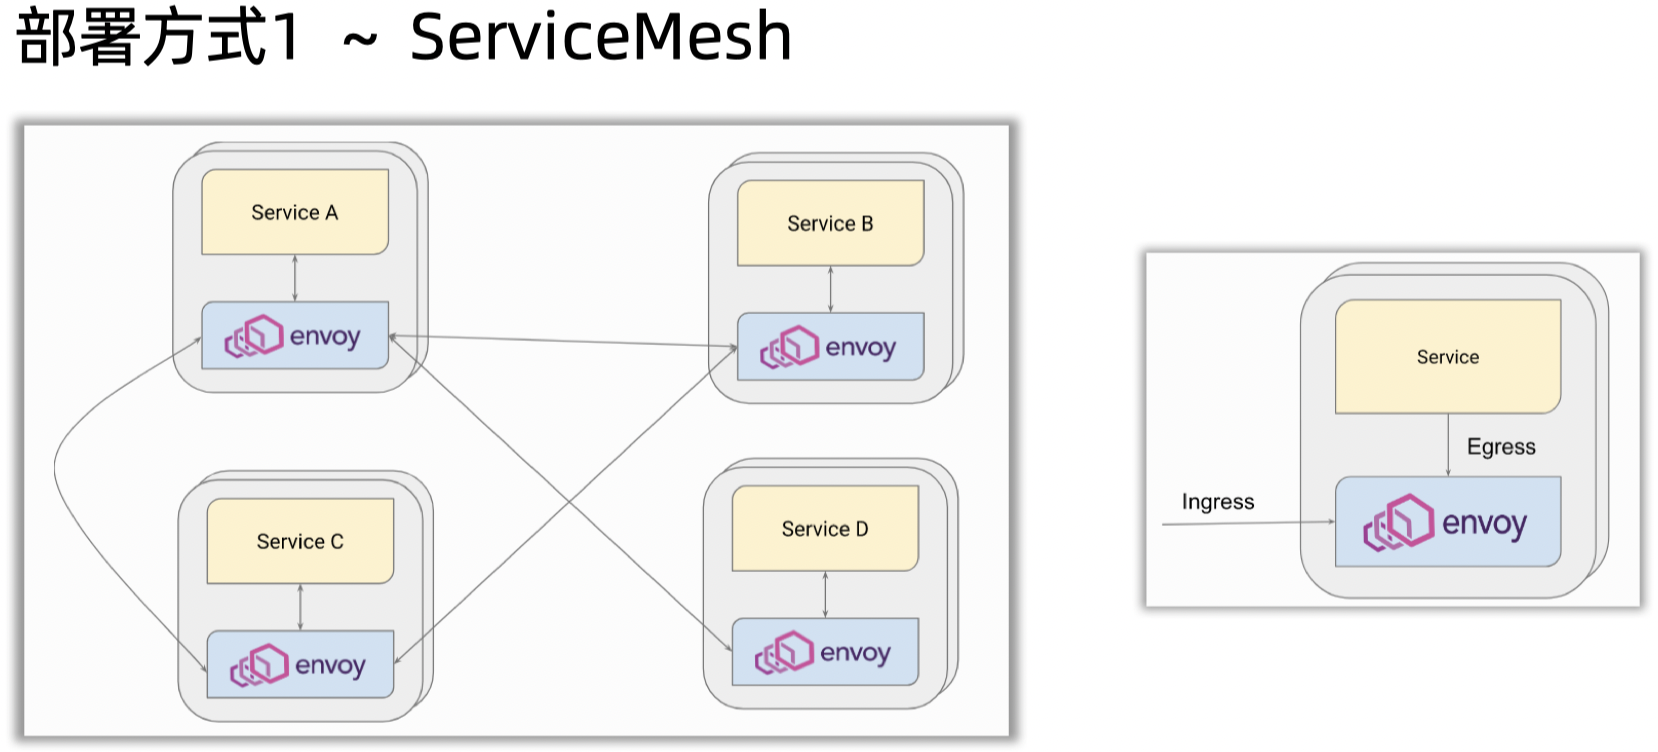 部署方式1 ~ ServiceMesh
Service A
envoy
Service B
envoy
Service C
envoy
Service D
envoy
Service
Egress
Ingress
envoy